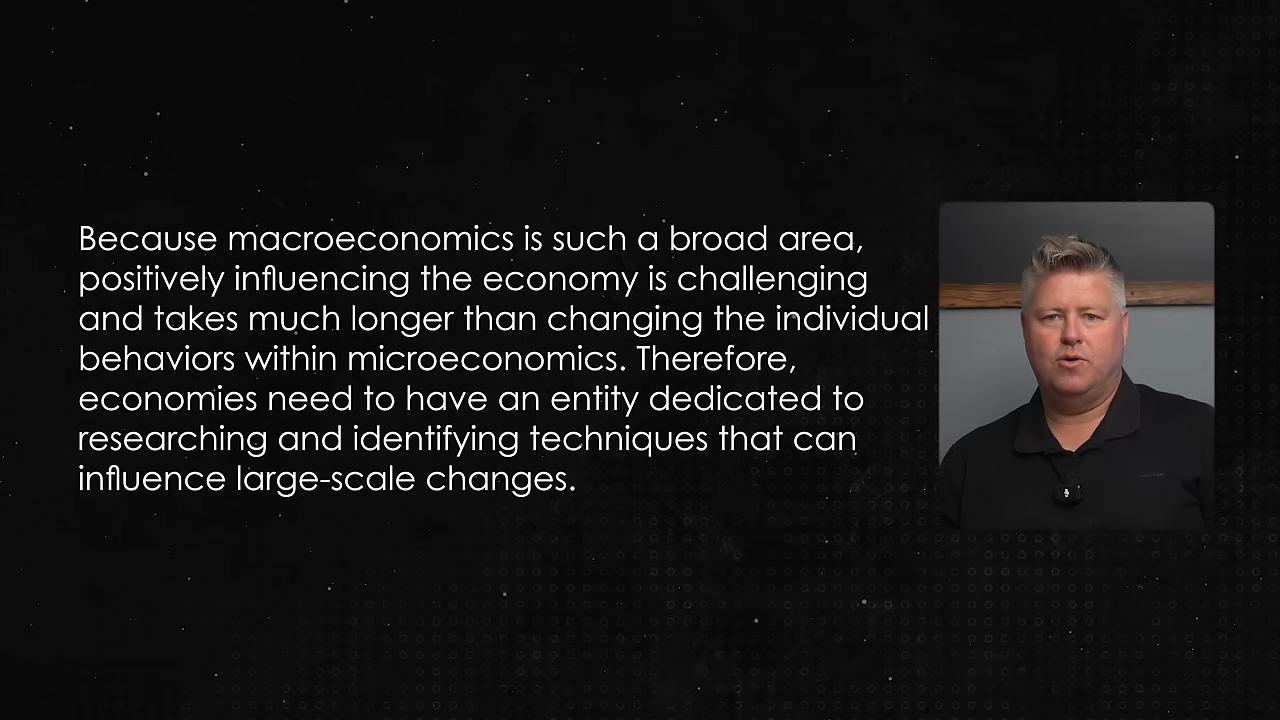 Because macroeconomics is such a broad area,
positively influencing the economy is challenging
and takes much longer than changing the individual
behaviors within microeconomics. Therefore,
economies need to have an entity dedicated to
researching and identifying techniques that can
influence large-scale changes.